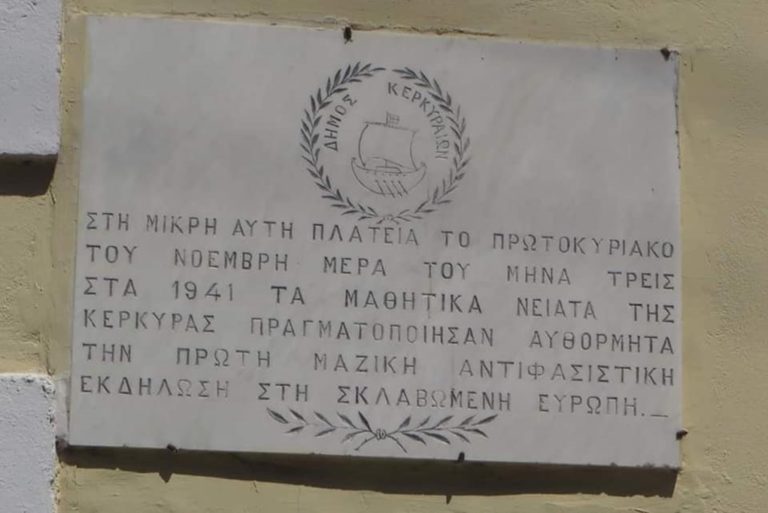 ΔΗΜΟΣ ΚΕΡΚΥΡΑΙΩΝ
ΣΤΗ ΜΙΚΡΗ ΑΥΤΗ ΠΛΑΤΕΙΑ ΤΟ ΠΡΩΤΟΚΥΡΙΑΚΟ
ΤΟΥ ΝΟΕΜΒΡΗ ΜΕΡΑ ΤΟΥ ΜΗΝΑ ΤΡΕΙΣ
ΣΤΑ 1941 ΤΑ ΜΑΘΗΤΙΚΑ ΝΕΙΑΤΑ ΤΗΣ
ΚΕΡΚΥΡΑΣ ΠΡΑΓΜΑΤΟΠΟΙΗΣΑΝ ΑΥΘΟΡΜΗΤΑ
ΤΗΝ ΠΡΩΤΗ ΜΑΖΙΚΗ ΑΝΤΙΦΑΣΙΣΤΙΚΗ
ΕΚΔΗΛΩΣΗ ΣΤΗ ΣΚΛΑΒΩΜΕΝΗ ΕΥΡΩΠΗ._